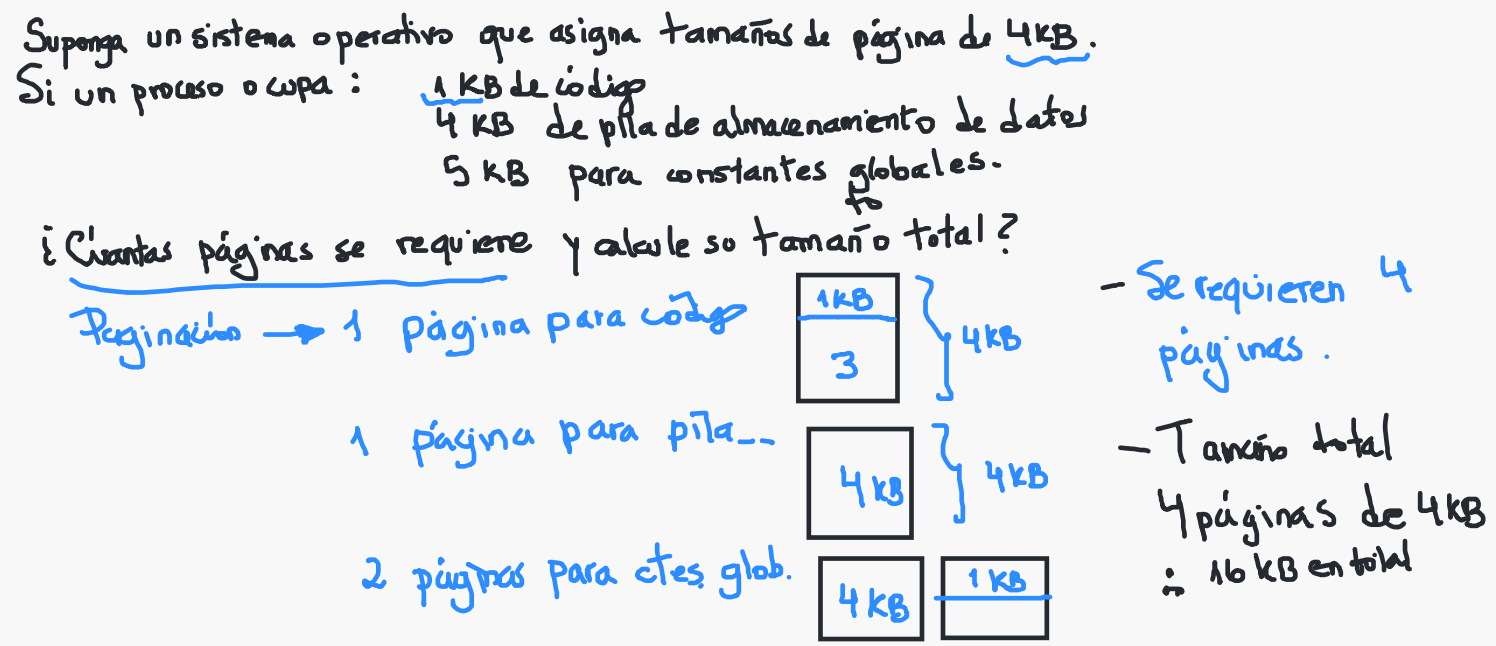 Suponga un sistema operativo que asigna tamaños de página de 4KB.
Si un proceso ocupa : 1 KB de código
4 KB de pila de almacenamiento de datos
5 KB para constantes globales.
to
¿Cuantas páginas se requiere y calcule su tamaño total?
Paginación → 1 página para código
1KB
3
4KB
- Se requieren 4
páginas.
1 página para pila--
4KB
4KB
- Tamaño total
4 páginas de 4KB
∴ 16 KB en total
2 páginas para ctes glob.
4KB
1 KB